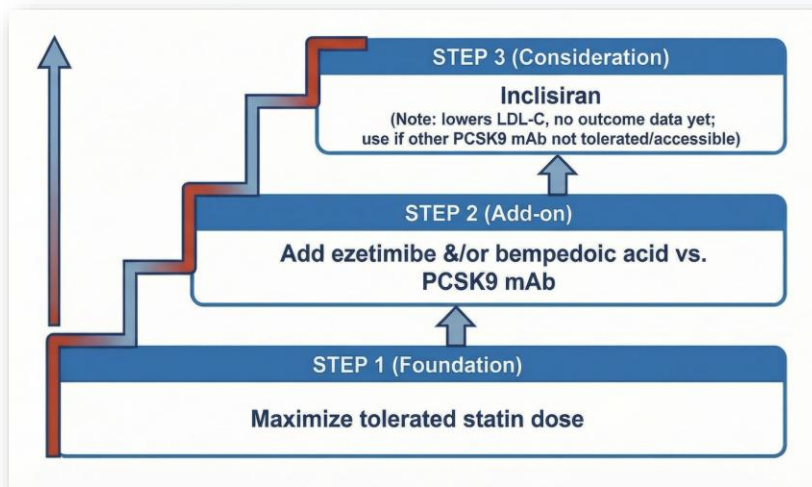 STEP 3 (Consideration)
Inclisiran
(Note: lowers LDL-C, no outcome data yet;
use if other PCSK9 mAb not tolerated/accessible)
STEP 2 (Add-on)
Add ezetimibe &/or bempedoic acid vs.
PCSK9 mAb
STEP 1 (Foundation)
Maximize tolerated statin dose